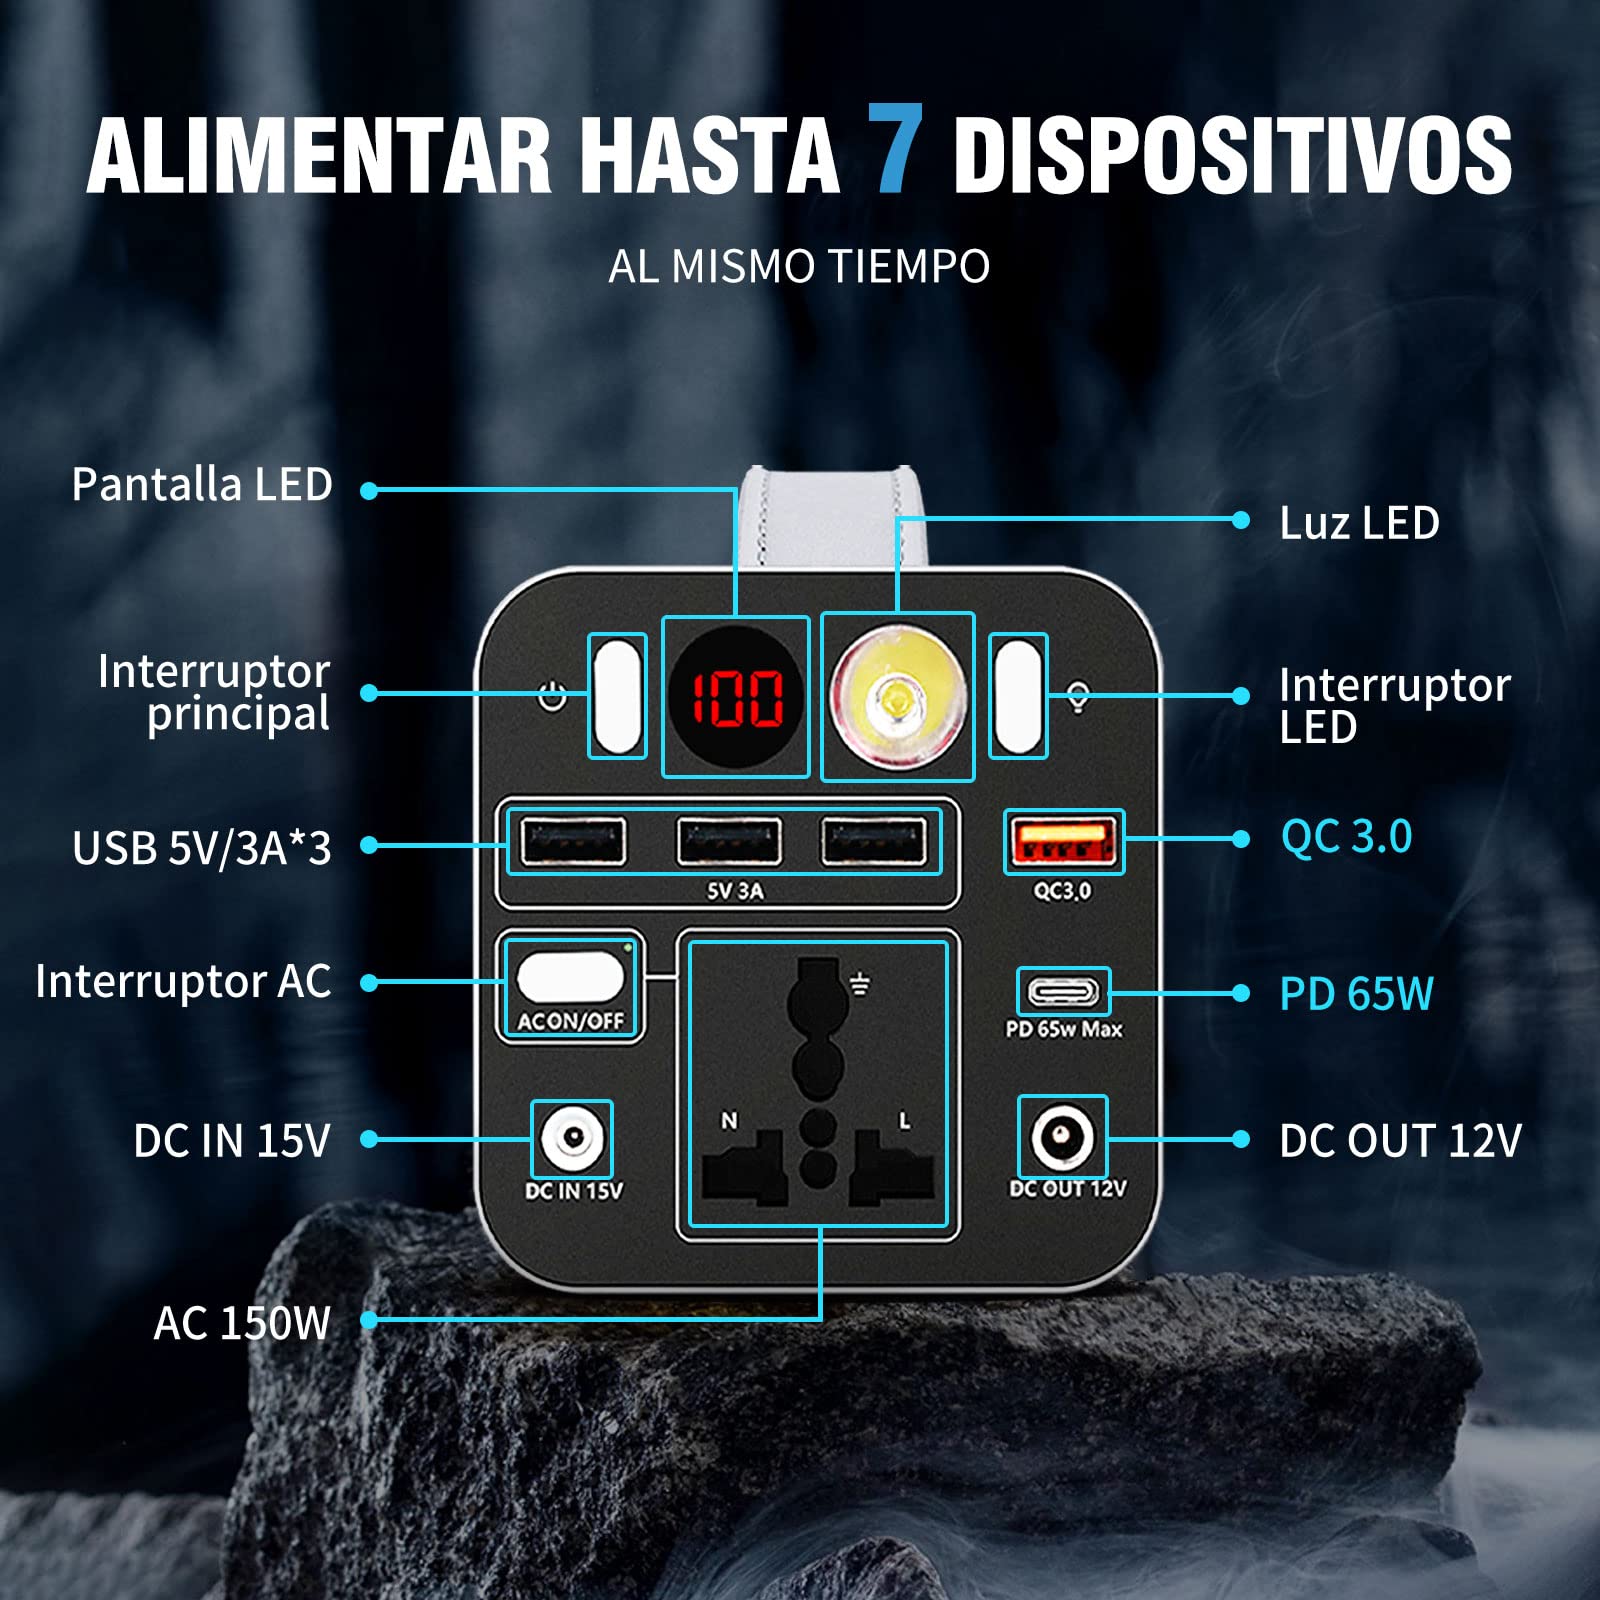 ALIMENTAR HASTA 7 DISPOSITIVOS
AL MISMO TIEMPO
Pantalla LED
Luz LED
Interruptor
principal
Interruptor
LED
100
USB 5V/3A*3
QC 3.0
5V 3A
QC3.0
Interruptor AC
AC ON/OFF
PD 65W
PD 65w Max
N
L
DC IN 15V
DC OUT 12V
DC IN 15V
DC OUT 12V
AC 150W